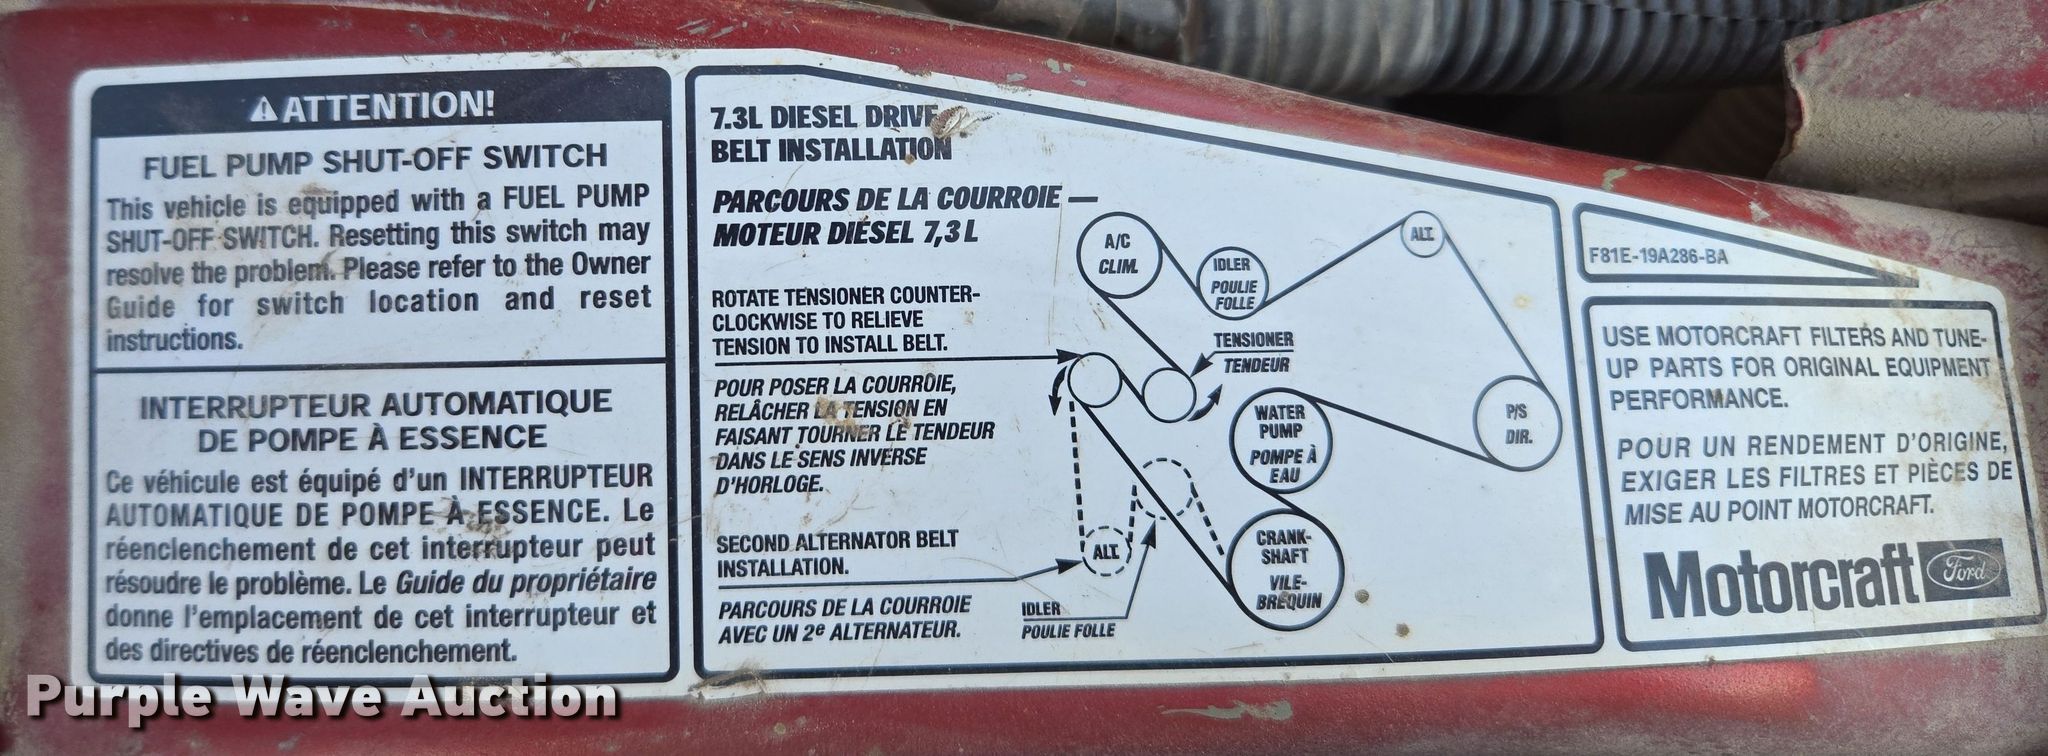 ATTENTION!
FUEL PUMP SHUT-OFF SWITCH
This vehicle is equipped with a FUEL PUMP
SHUT-OFF SWITCH. Resetting this switch may
resolve the problem. Please refer to the Owner
Guide for switch location and reset
instructions.
INTERRUPTEUR AUTOMATIQUE
DE POMPE À ESSENCE
Ce véhicule est équipé d'un INTERRUPTEUR
AUTOMATIQUE DE POMPE À ESSENCE. Le
réenclenchement de cet interrupteur peut
résoudre le problème. Le Guide du propriétaire
donne l'emplacement de cet interrupteur et
des directives de réenclenchement.
7.3L DIESEL DRIVE
BELT INSTALLATION
PARCOURS DE LA COURROIE —
MOTEUR DIÉSEL 7,3 L
ROTATE TENSIONER COUNTER-
CLOCKWISE TO RELIEVE
TENSION TO INSTALL BELT.
POUR POSER LA COURROIE,
RELÂCHER LA TENSION EN
FAISANT TOURNER LE TENDEUR
DANS LE SENS INVERSE
D'HORLOGE.
SECOND ALTERNATOR BELT
INSTALLATION.
PARCOURS DE LA COURROIE
AVEC UN 2e ALTERNATEUR.
A/C
CLIM.
IDLER
POULIE
FOLLE
ALT.
TENSIONER
TENDEUR
WATER
PUMP
POMPE À
EAU
P/S
DIR.
CRANK-
SHAFT
VILE-
BREQUIN
ALT.
IDLER
POULIE FOLLE
F81E-19A286-BA
USE MOTORCRAFT FILTERS AND TUNE-
UP PARTS FOR ORIGINAL EQUIPMENT
PERFORMANCE.
POUR UN RENDEMENT D'ORIGINE,
EXIGER LES FILTRES ET PIÈCES DE
MISE AU POINT MOTORCRAFT.
Motorcraft Ford
Purple Wave Auction